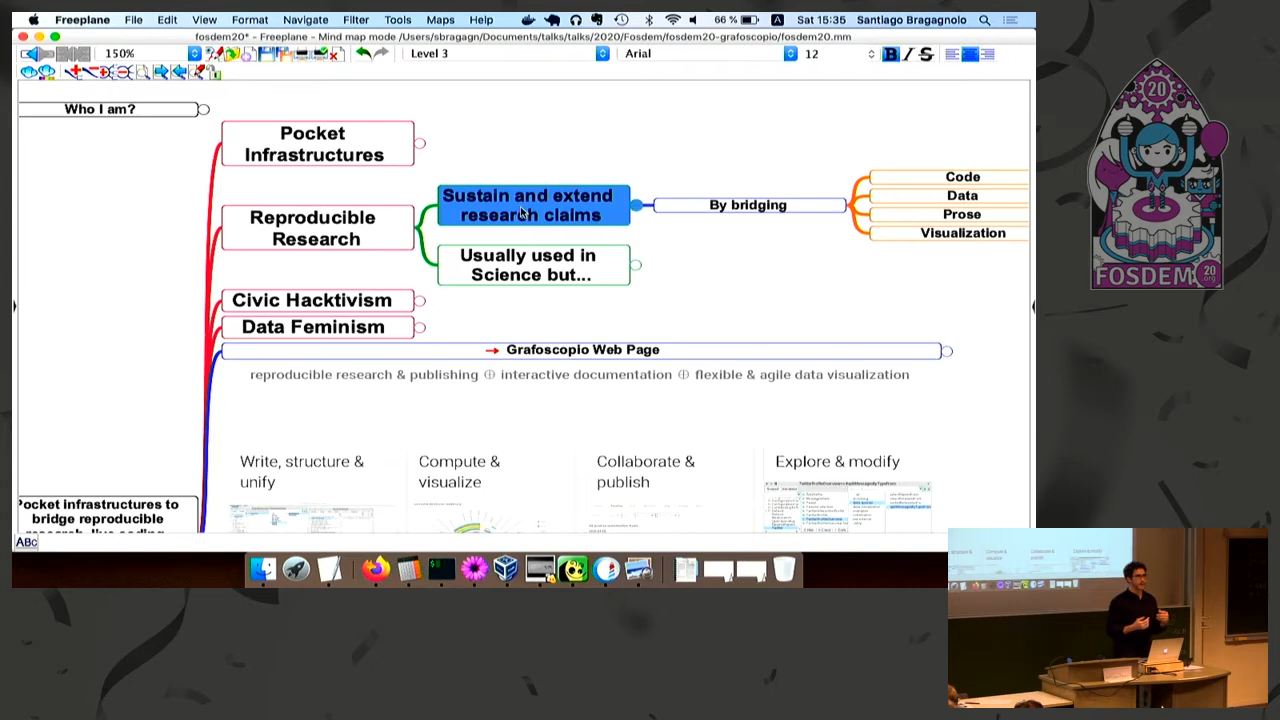 Freeplane File Edit View Format Navigate Filter Tools Maps Help 66 % A Sat 15:35 Santiago Bragagnolo
fosdem20* - Freeplane - Mind map mode /Users/sbragagn/Documents/talks/talks/2020/Fosdem/fosdem20-grafoscopio/fosdem20.mm
150% Level 3 Arial 12 B I S
Who I am?
Pocket
Infrastructures
Reproducible
Research
Sustain and extend
research claims
By bridging
Code
Data
Prose
Visualization
Usually used in
Science but...
Civic Hacktivism
Data Feminism
Grafoscopio Web Page
reproducible research & publishing interactive documentation flexible & agile data visualization
Write, structure &
unify
Compute &
visualize
Collaborate &
publish
Explore & modify
Pocket infrastructures to
bridge reproducible
ABc
20
FOSDEM 20
.org